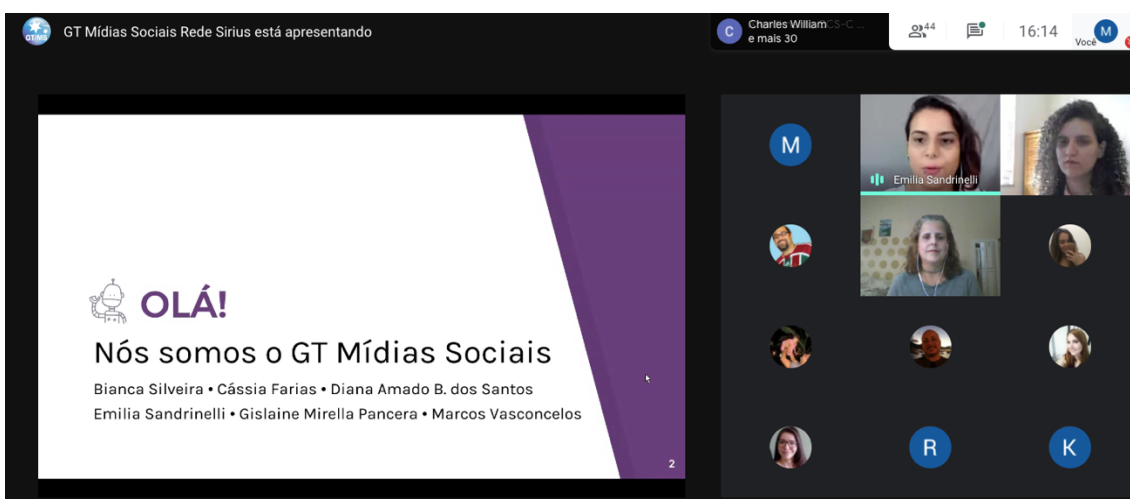 GT/MS
GT Mídias Sociais Rede Sirius está apresentando
C
Charles William
e mais 30
44
16:14
Você
M
M
Emilia Sandrinelli
OLÁ!
Nós somos o GT Mídias Sociais
Bianca Silveira • Cássia Farias • Diana Amado B. dos Santos
Emilia Sandrinelli • Gislaine Mirella Pancera • Marcos Vasconcelos
2
R
K